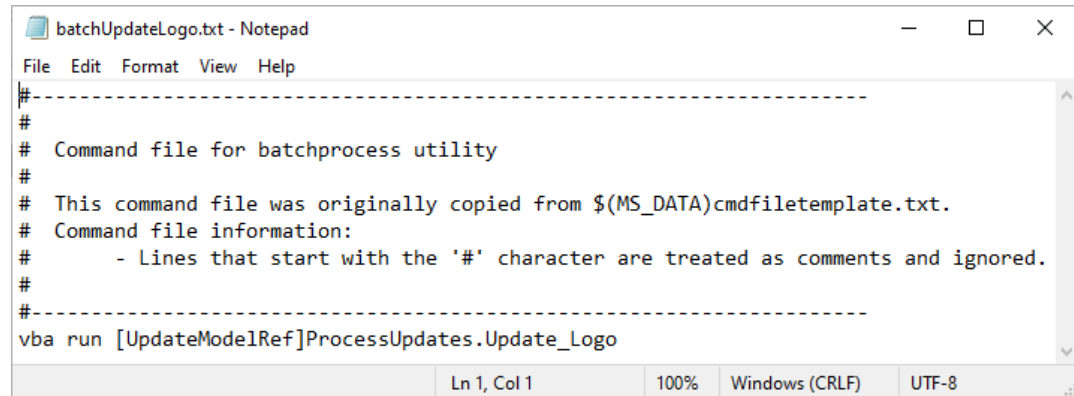 batchUpdateLogo.txt - Notepad
File Edit Format View Help
#----------------------------------------------------------------------
#
#  Command file for batchprocess utility
#
#  This command file was originally copied from $(MS_DATA)cmdfiletemplate.txt.
#  Command file information:
#       - Lines that start with the '#' character are treated as comments and ignored.
#
#----------------------------------------------------------------------
vba run [UpdateModelRef]ProcessUpdates.Update_Logo
Ln 1, Col 1 100% Windows (CRLF) UTF-8